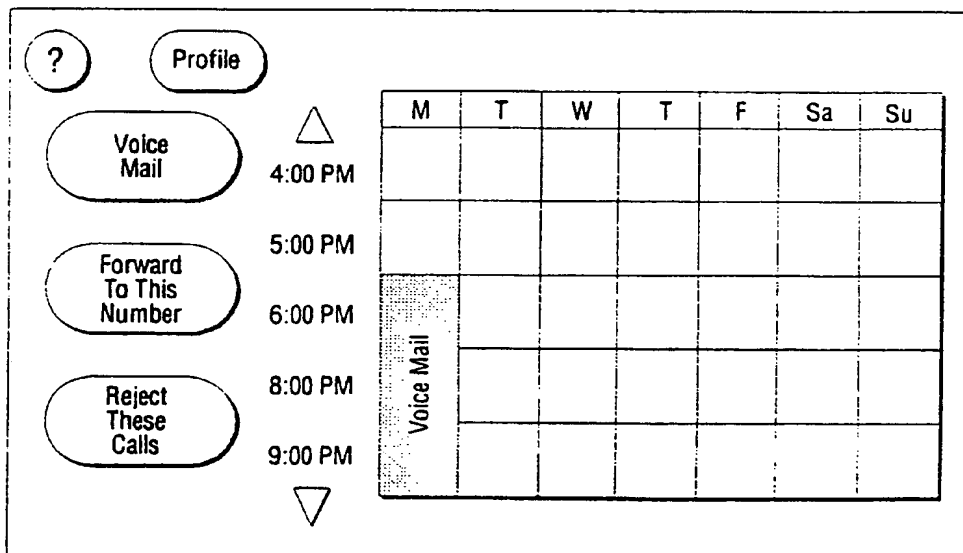 ?
Profile
Voice
Mail
Forward
To This
Number
Reject
These
Calls
4:00 PM
5:00 PM
6:00 PM
8:00 PM
9:00 PM
M T W T F Sa Su
Voice Mail